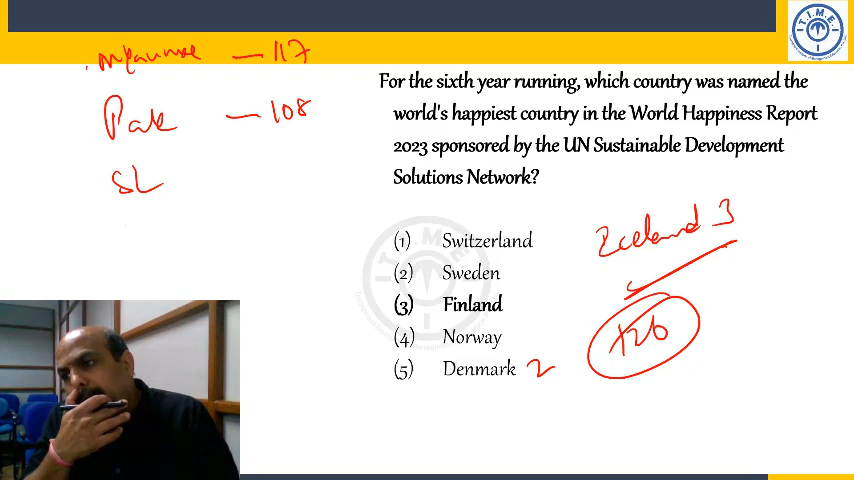 T.I.M.E.
Myanmar — 117
Pak — 108
SL
For the sixth year running, which country was named the
world's happiest country in the World Happiness Report
2023 sponsored by the UN Sustainable Development
Solutions Network?
Iceland 3
(1) Switzerland
(2) Sweden
(3) Finland
126
(4) Norway
(5) Denmark 2